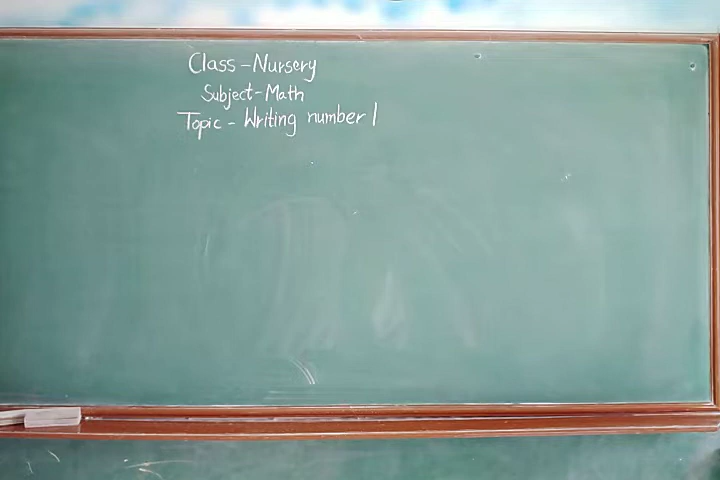 Class - Nursery
Subject - Math
Topic - Writing number 1